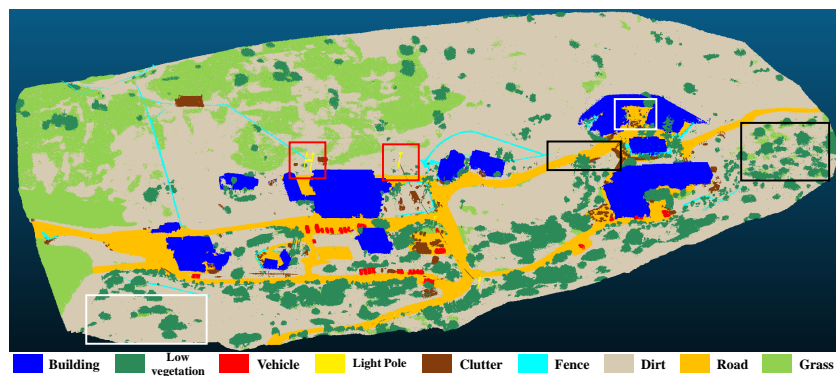 Building
Low
vegetation
Vehicle
Light Pole
Clutter
Fence
Dirt
Road
Grass